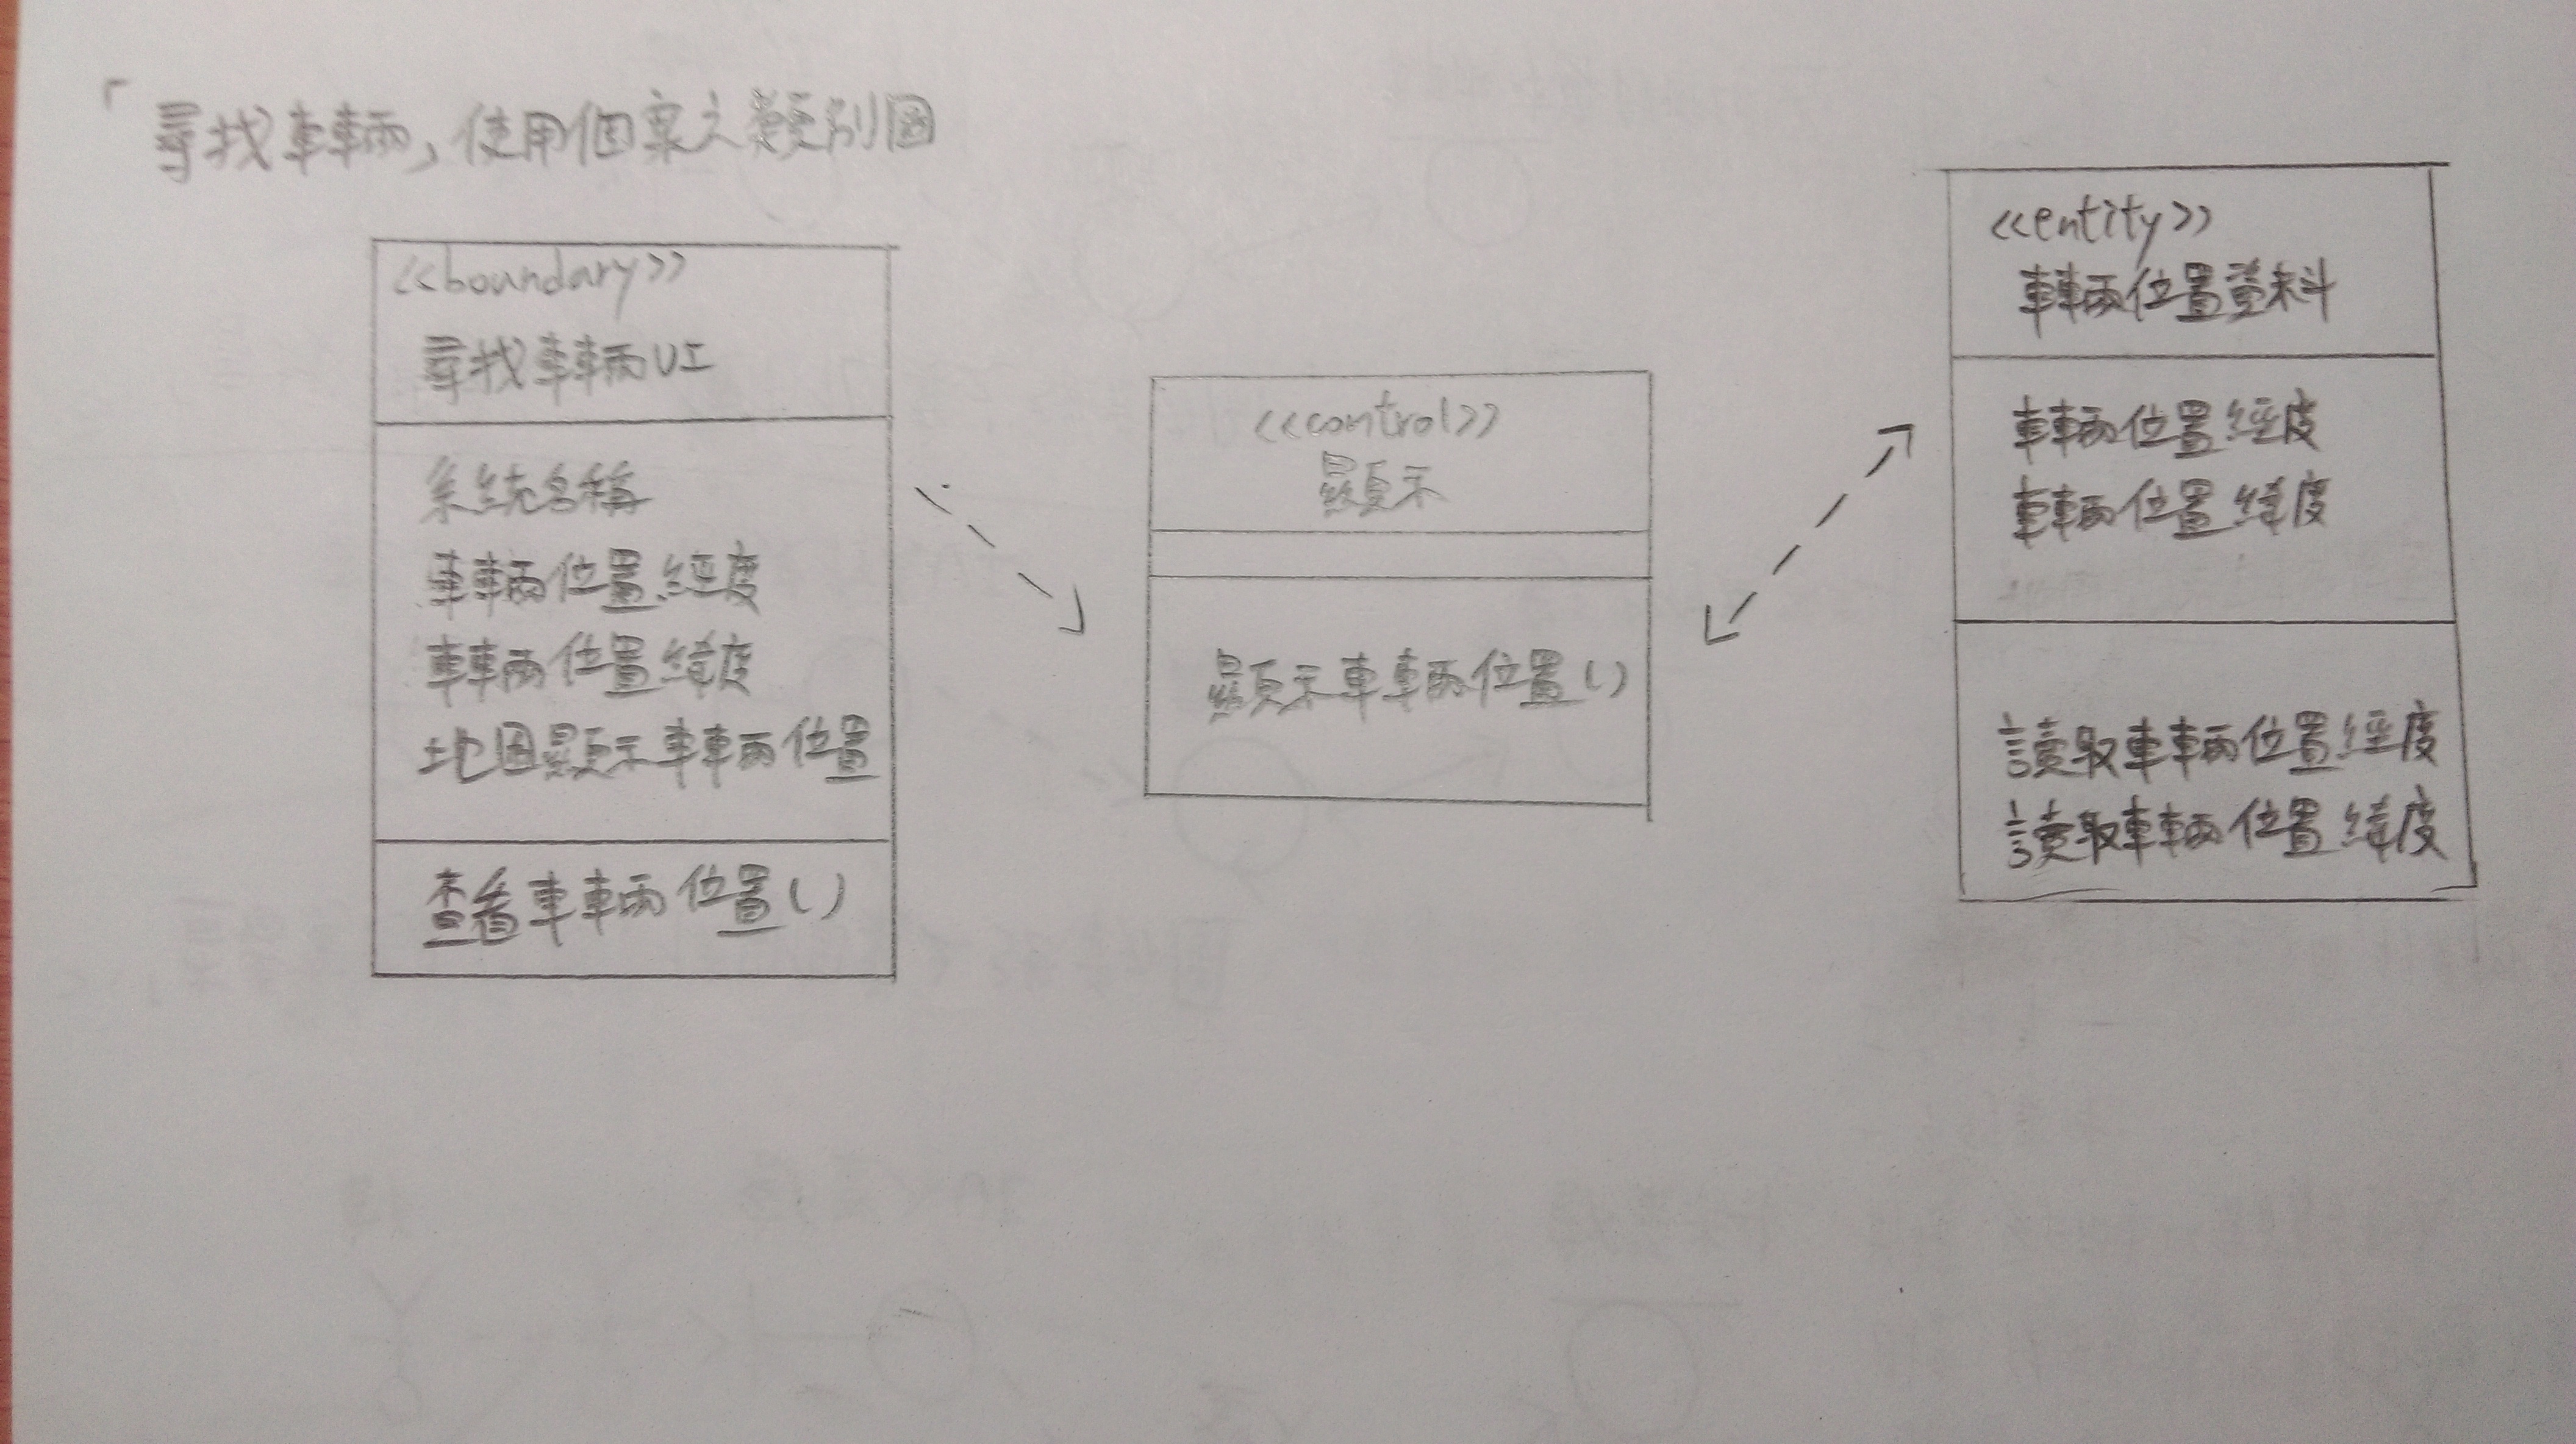 「尋找車輛」使用個案之類別圖
<<boundary>>
尋找車輛UI
系統名稱
車輛位置經度
車輛位置緯度
地圖顯示車輛位置
查看車輛位置()
<<control>>
顯示
顯示車輛位置()
<<entity>>
車輛位置資料
車輛位置經度
車輛位置緯度
讀取車輛位置經度
讀取車輛位置緯度